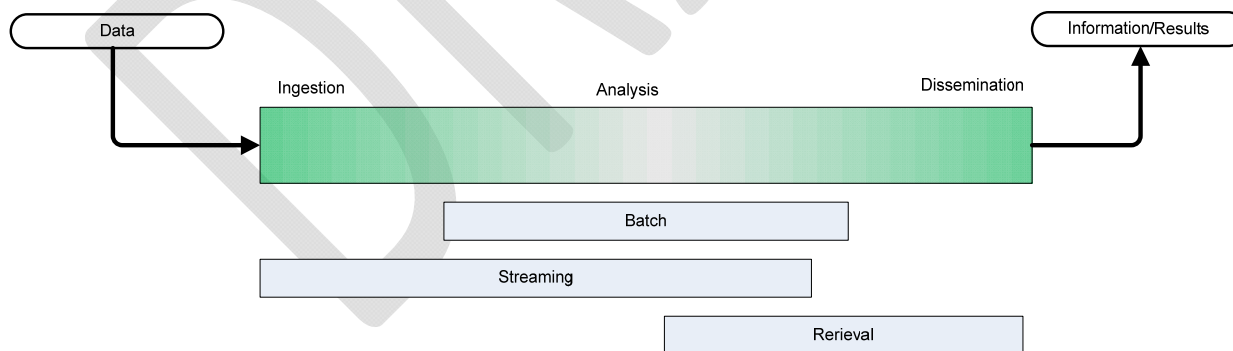 Data
Information/Results
Ingestion
Analysis
Dissemination
Batch
Streaming
Rerieval